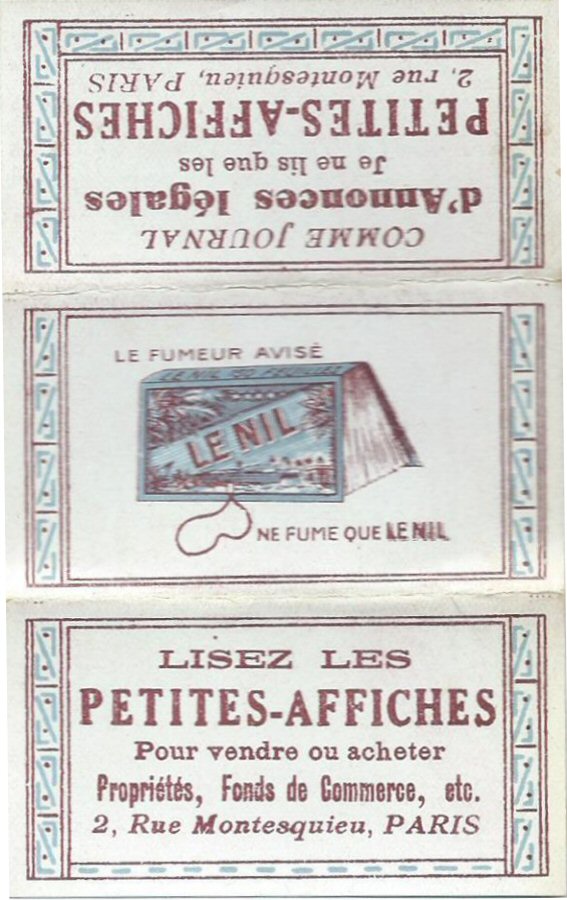 COMME JOURNAL
d'Annonces légales
Je ne lis que les
PETITES-AFFICHES
2, rue Montesquieu, PARIS
LE FUMEUR AVISÉ
LE NIL
LE NIL
NE FUME QUE LE NIL
LISEZ LES
PETITES-AFFICHES
Pour vendre ou acheter
Propriétés, Fonds de Commerce, etc.
2, Rue Montesquieu, PARIS